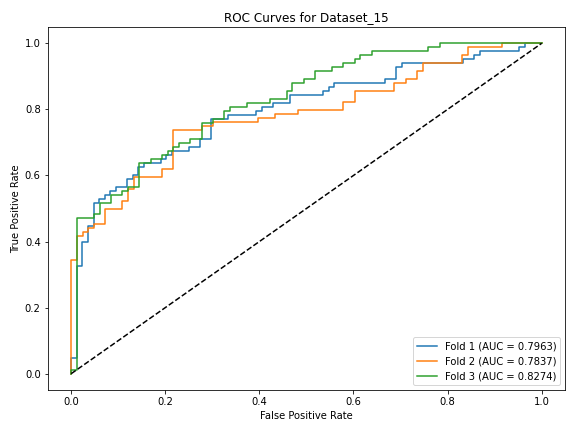 ROC Curves for Dataset_15
True Positive Rate
1.0
0.8
0.6
0.4
0.2
0.0
0.0 0.2 0.4 0.6 0.8 1.0
False Positive Rate
Fold 1 (AUC = 0.7963)
Fold 2 (AUC = 0.7837)
Fold 3 (AUC = 0.8274)